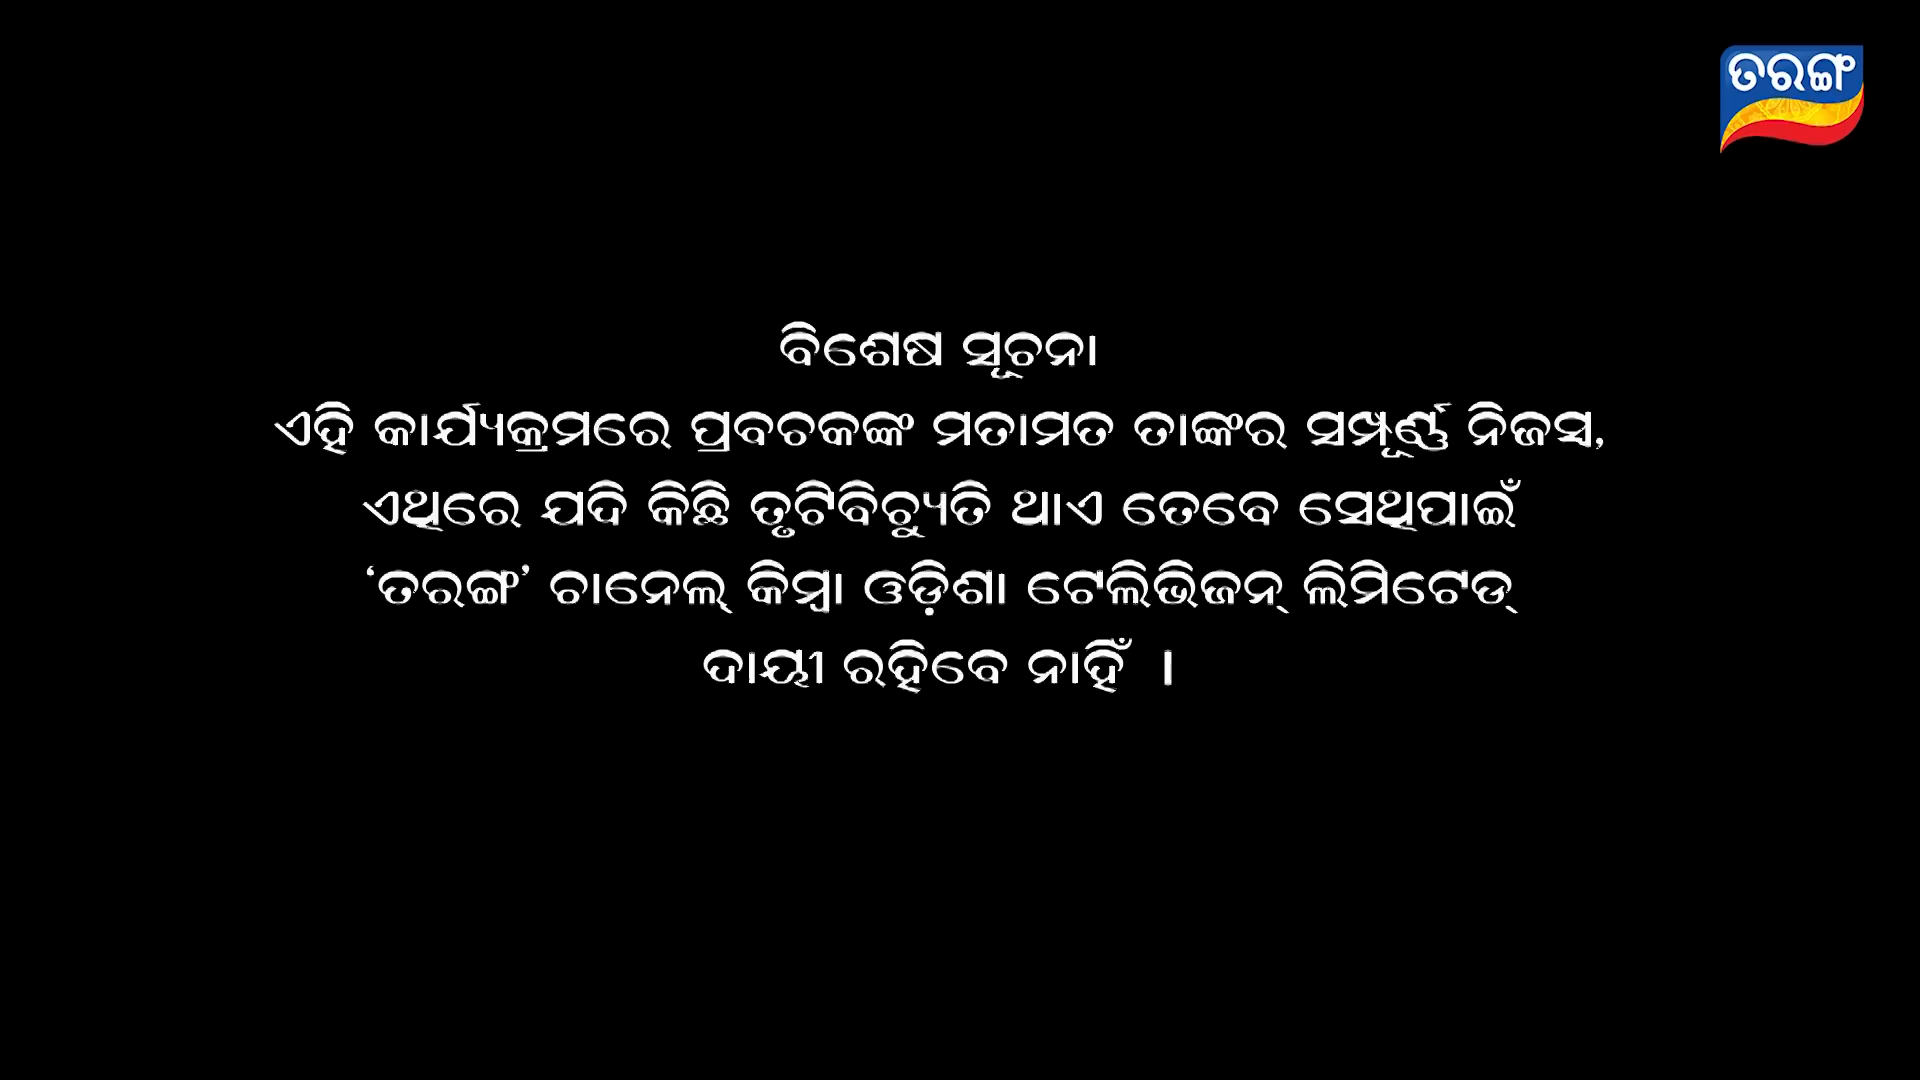 ତରଙ୍ଗ
ବିଶେଷ ସୂଚନା
ଏହି କାର୍ଯ୍ୟକ୍ରମରେ ପ୍ରବଚକଙ୍କ ମତାମତ ତାଙ୍କର ସମ୍ପୂର୍ଣ୍ଣ ନିଜସ୍ୱ,
ଏଥିରେ ଯଦି କିଛି ତୃଟିବିଚ୍ୟୁତି ଥାଏ ତେବେ ସେଥିପାଇଁ
‘ତରଙ୍ଗ’ ଚାନେଲ୍ କିମ୍ବା ଓଡ଼ିଶା ଟେଲିଭିଜନ୍ ଲିମିଟେଡ୍
ଦାୟୀ ରହିବେ ନାହିଁ ।